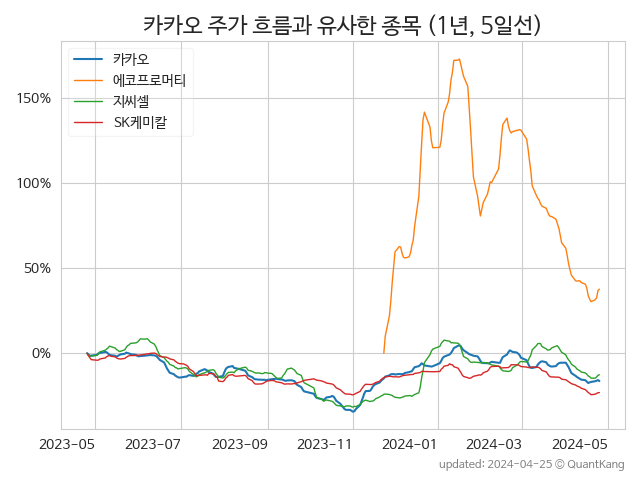 카카오 주가 흐름과 유사한 종목 (1년, 5일선)
카카오
에코프로머티
지씨셀
SK케미칼
150%
100%
50%
0%
2023-05 2023-07 2023-09 2023-11 2024-01 2024-03 2024-05
updated: 2024-04-25 © QuantKang